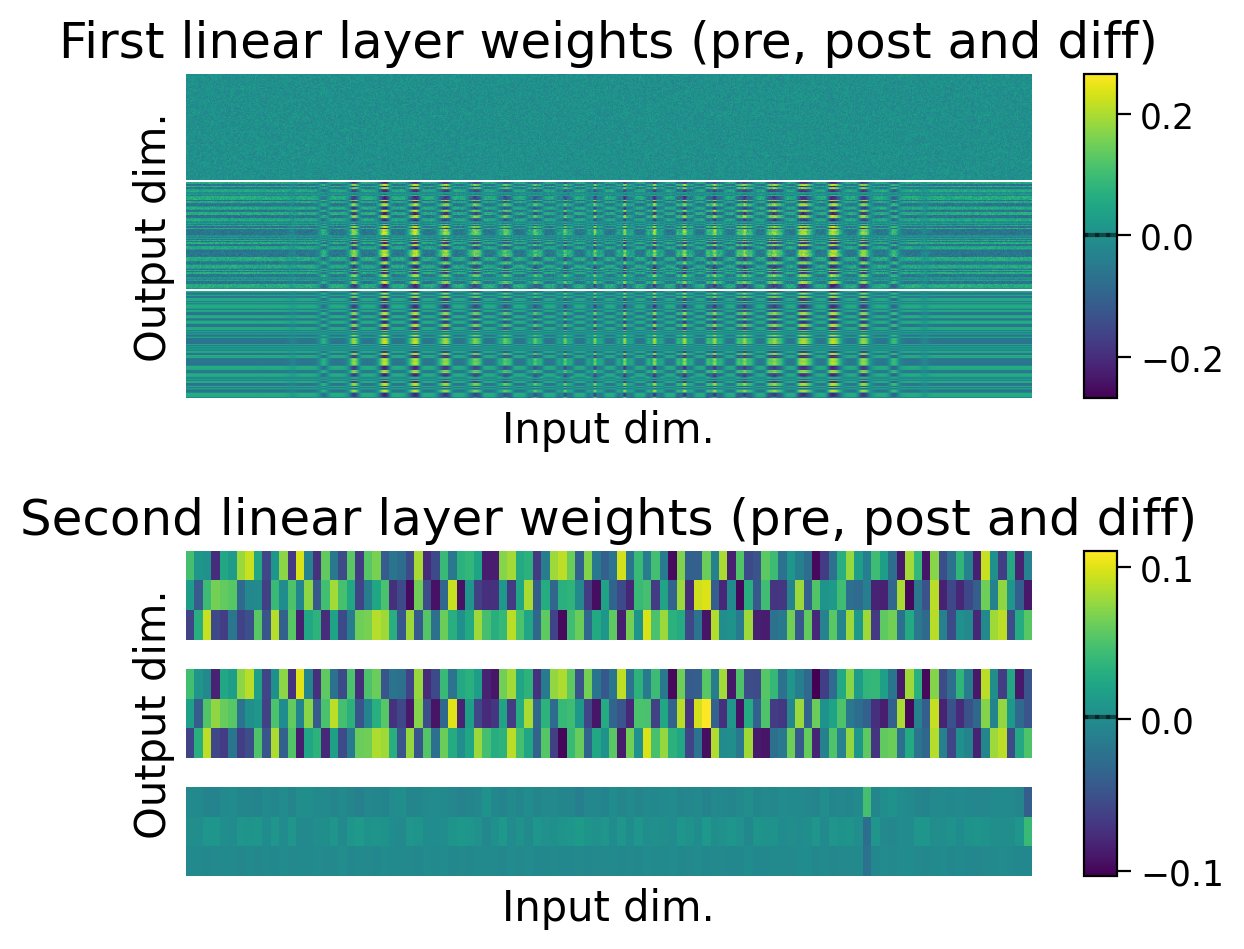 First linear layer weights (pre, post and diff)
Output dim.
0.2
0.0
−0.2
Input dim.
Second linear layer weights (pre, post and diff)
Output dim.
0.1
0.0
−0.1
Input dim.